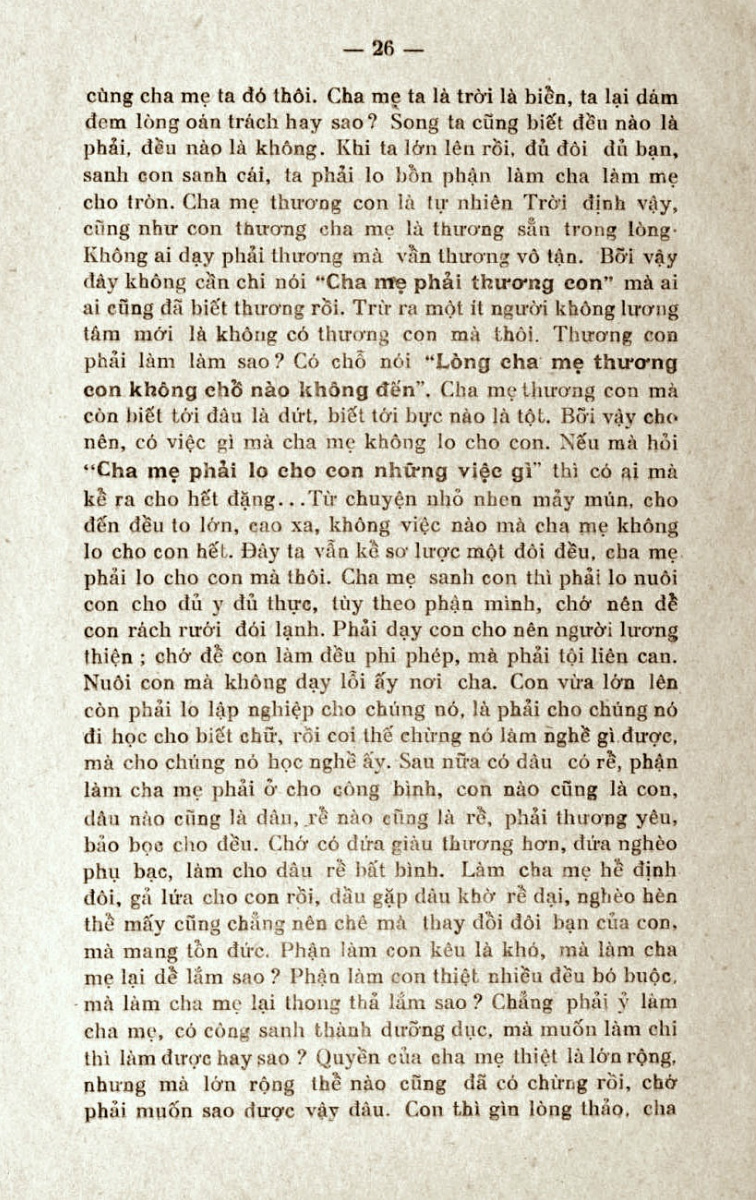 — 26 —
cùng cha mẹ ta đó thôi. Cha mẹ ta là trời là biển, ta lại dám
đem lòng oán trách hay sao? Song ta cũng biết đều nào là
phải, đều nào là không. Khi ta lớn lên rồi, đủ đôi đủ bạn,
sanh con sanh cái, ta phải lo bổn phận làm cha làm mẹ
cho tròn. Cha mẹ thương con là tự nhiên Trời định vậy,
cũng như con thương cha mẹ là thương sẵn trong lòng.
Không ai dạy phải thương mà vẫn thương vô tận. Bỡi vậy
đây không cần chi nói “Cha mẹ phải thương con” mà ai
ai cũng đã biết thương rồi. Trừ ra một ít người không lương
tâm mới là không có thương con mà thôi. Thương con
phải làm làm sao? Có chỗ nói “Lòng cha mẹ thương
con không chỗ nào không đến”. Cha mẹ thương con mà
còn biết tới đâu là dứt, biết tới bực nào là tột. Bỡi vậy cho
nên, có việc gì mà cha mẹ không lo cho con. Nếu mà hỏi
“Cha mẹ phải lo cho con những việc gì” thì có ai mà
kể ra cho hết đặng...Từ chuyện nhỏ nhen mảy mún, cho
đến đều to lớn, cao xa, không việc nào mà cha mẹ không
lo cho con hết. Đây ta vẫn kể sơ lược một đôi đều, cha mẹ
phải lo cho con mà thôi. Cha mẹ sanh con thì phải lo nuôi
con cho đủ y đủ thực, tùy theo phận mình, chớ nên để
con rách rưới đói lạnh. Phải dạy con cho nên người lương
thiện ; chớ để con làm đều phi phép, mà phải tội liên can.
Nuôi con mà không dạy lỗi ấy nơi cha. Con vừa lớn lên
còn phải lo lập nghiệp cho chúng nó, là phải cho chúng nó
đi học cho biết chữ, rồi coi thế chừng nó làm nghề gì được,
mà cho chúng nó học nghề ấy. Sau nữa có dâu có rể, phận
làm cha mẹ phải ở cho công bình, con nào cũng là con,
dâu nào cũng là dâu, rể nào cũng là rể, phải thương yêu,
bảo bọc cho đều. Chớ có đứa giàu thương hơn, đứa nghèo
phụ bạc, làm cho dâu rể bất bình. Làm cha mẹ hễ định
đôi, gả lứa cho con rồi, dầu gặp dâu khờ rể dại, nghèo hèn
thể mấy cũng chẳng nên chê mà thay đổi đôi bạn của con,
mà mang tổn đức. Phận làm con kêu là khó, mà làm cha
mẹ lại dễ lắm sao? Phận làm con thiệt nhiều đều bó buộc,
mà làm cha mẹ lại thong thả lắm sao? Chẳng phải ỷ làm
cha mẹ, có công sanh thành dưỡng dục, mà muốn làm chi
thì làm được hay sao? Quyền của cha mẹ thiệt là lớn rộng,
nhưng mà lớn rộng thể nào cũng đã có chừng rồi, chớ
phải muốn sao được vậy đâu. Con thì gìn lòng thảo, cha